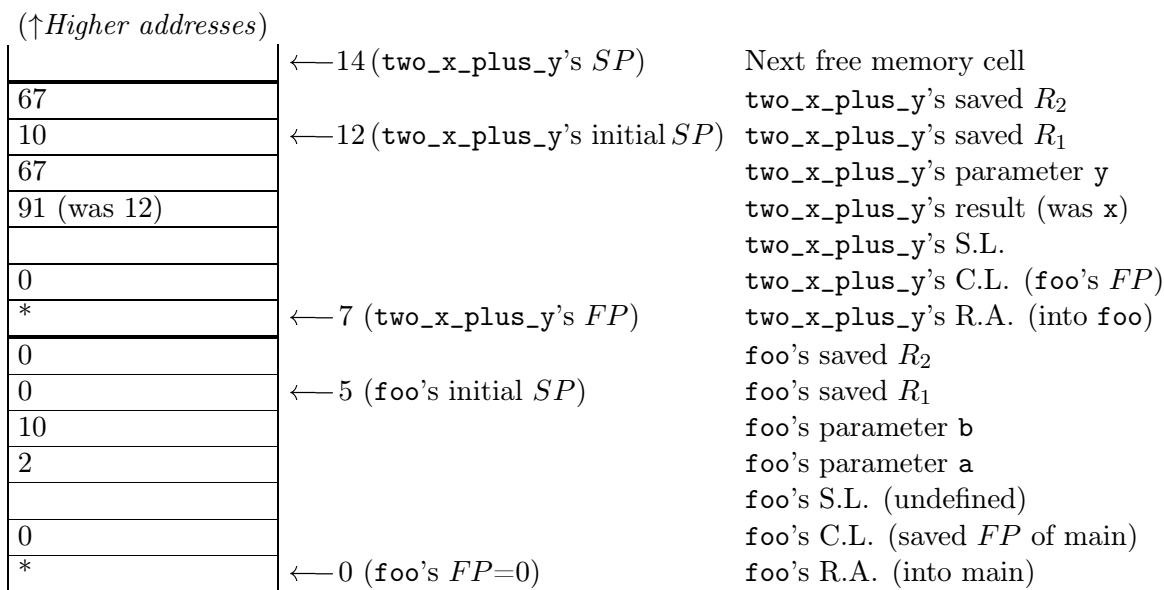 (↑Higher addresses)
←—14 (two_x_plus_y's SP) Next free memory cell
67 two_x_plus_y's saved R₂
10 ←—12 (two_x_plus_y's initial SP) two_x_plus_y's saved R₁
67 two_x_plus_y's parameter y
91 (was 12) two_x_plus_y's result (was x)
two_x_plus_y's S.L.
0 two_x_plus_y's C.L. (foo's FP)
* ←— 7 (two_x_plus_y's FP) two_x_plus_y's R.A. (into foo)
0 foo's saved R₂
0 ←— 5 (foo's initial SP) foo's saved R₁
10 foo's parameter b
2 foo's parameter a
foo's S.L. (undefined)
0 foo's C.L. (saved FP of main)
* ←— 0 (foo's FP=0) foo's R.A. (into main)